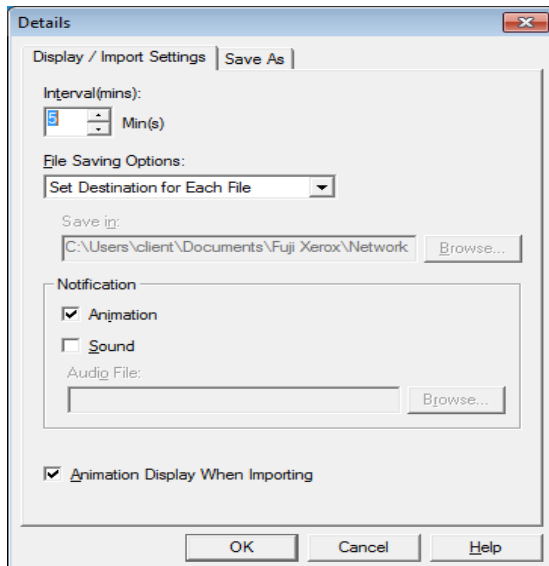 Details
Display / Import Settings
Save As
Interval(mins):
5 Min(s)
File Saving Options:
Set Destination for Each File
Save in:
C:\Users\client\Documents\Fuji Xerox\Network
Browse...
Notification
Animation
Sound
Audio File:
Browse...
Animation Display When Importing
OK Cancel Help